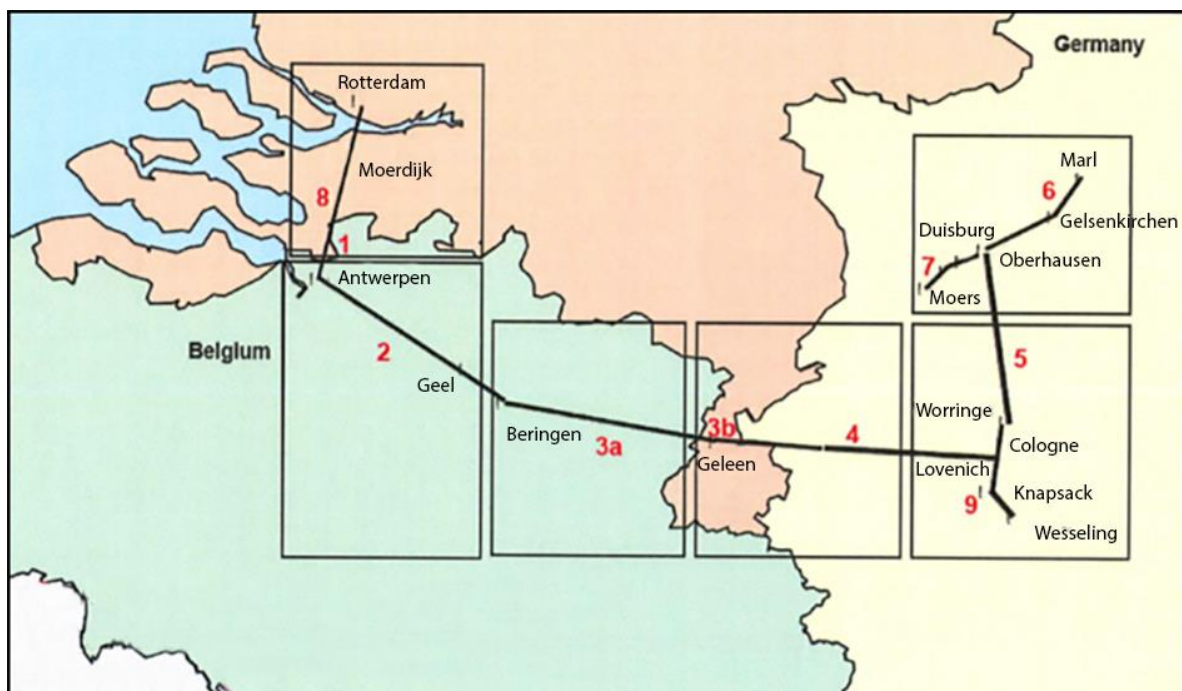 Germany
Rotterdam
Moerdijk
8
1
Antwerpen
Marl
6
Gelsenkirchen
Duisburg
Oberhausen
7
Moers
Belglum
2
Geel
5
Beringen
3a
3b
4
Geleen
Worringe
Cologne
Lovenich
9
Knapsack
Wesseling